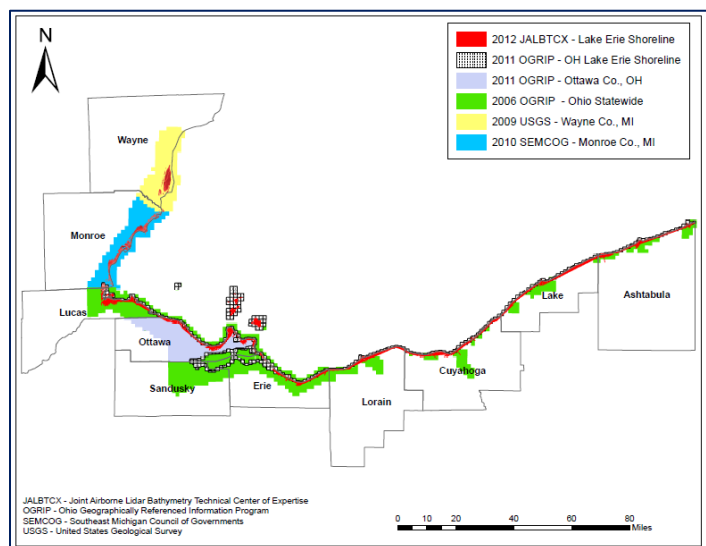 N
2012 JALBTCX - Lake Erie Shoreline
2011 OGRIP - OH Lake Erie Shoreline
2011 OGRIP - Ottawa Co., OH
2006 OGRIP - Ohio Statewide
2009 USGS - Wayne Co., MI
2010 SEMCOG - Monroe Co., MI
Wayne
Monroe
Lucas
Ottawa
Sandusky
Erie
Lorain
Cuyahoga
Lake
Ashtabula
JALBTCX - Joint Airborne Lidar Bathymetry Technical Center of Expertise
OGRIP - Ohio Geographically Referenced Information Program
SEMCOG - Southeast Michigan Council of Governments
USGS - United States Geological Survey
0 5 10 20 40 60 80
Miles